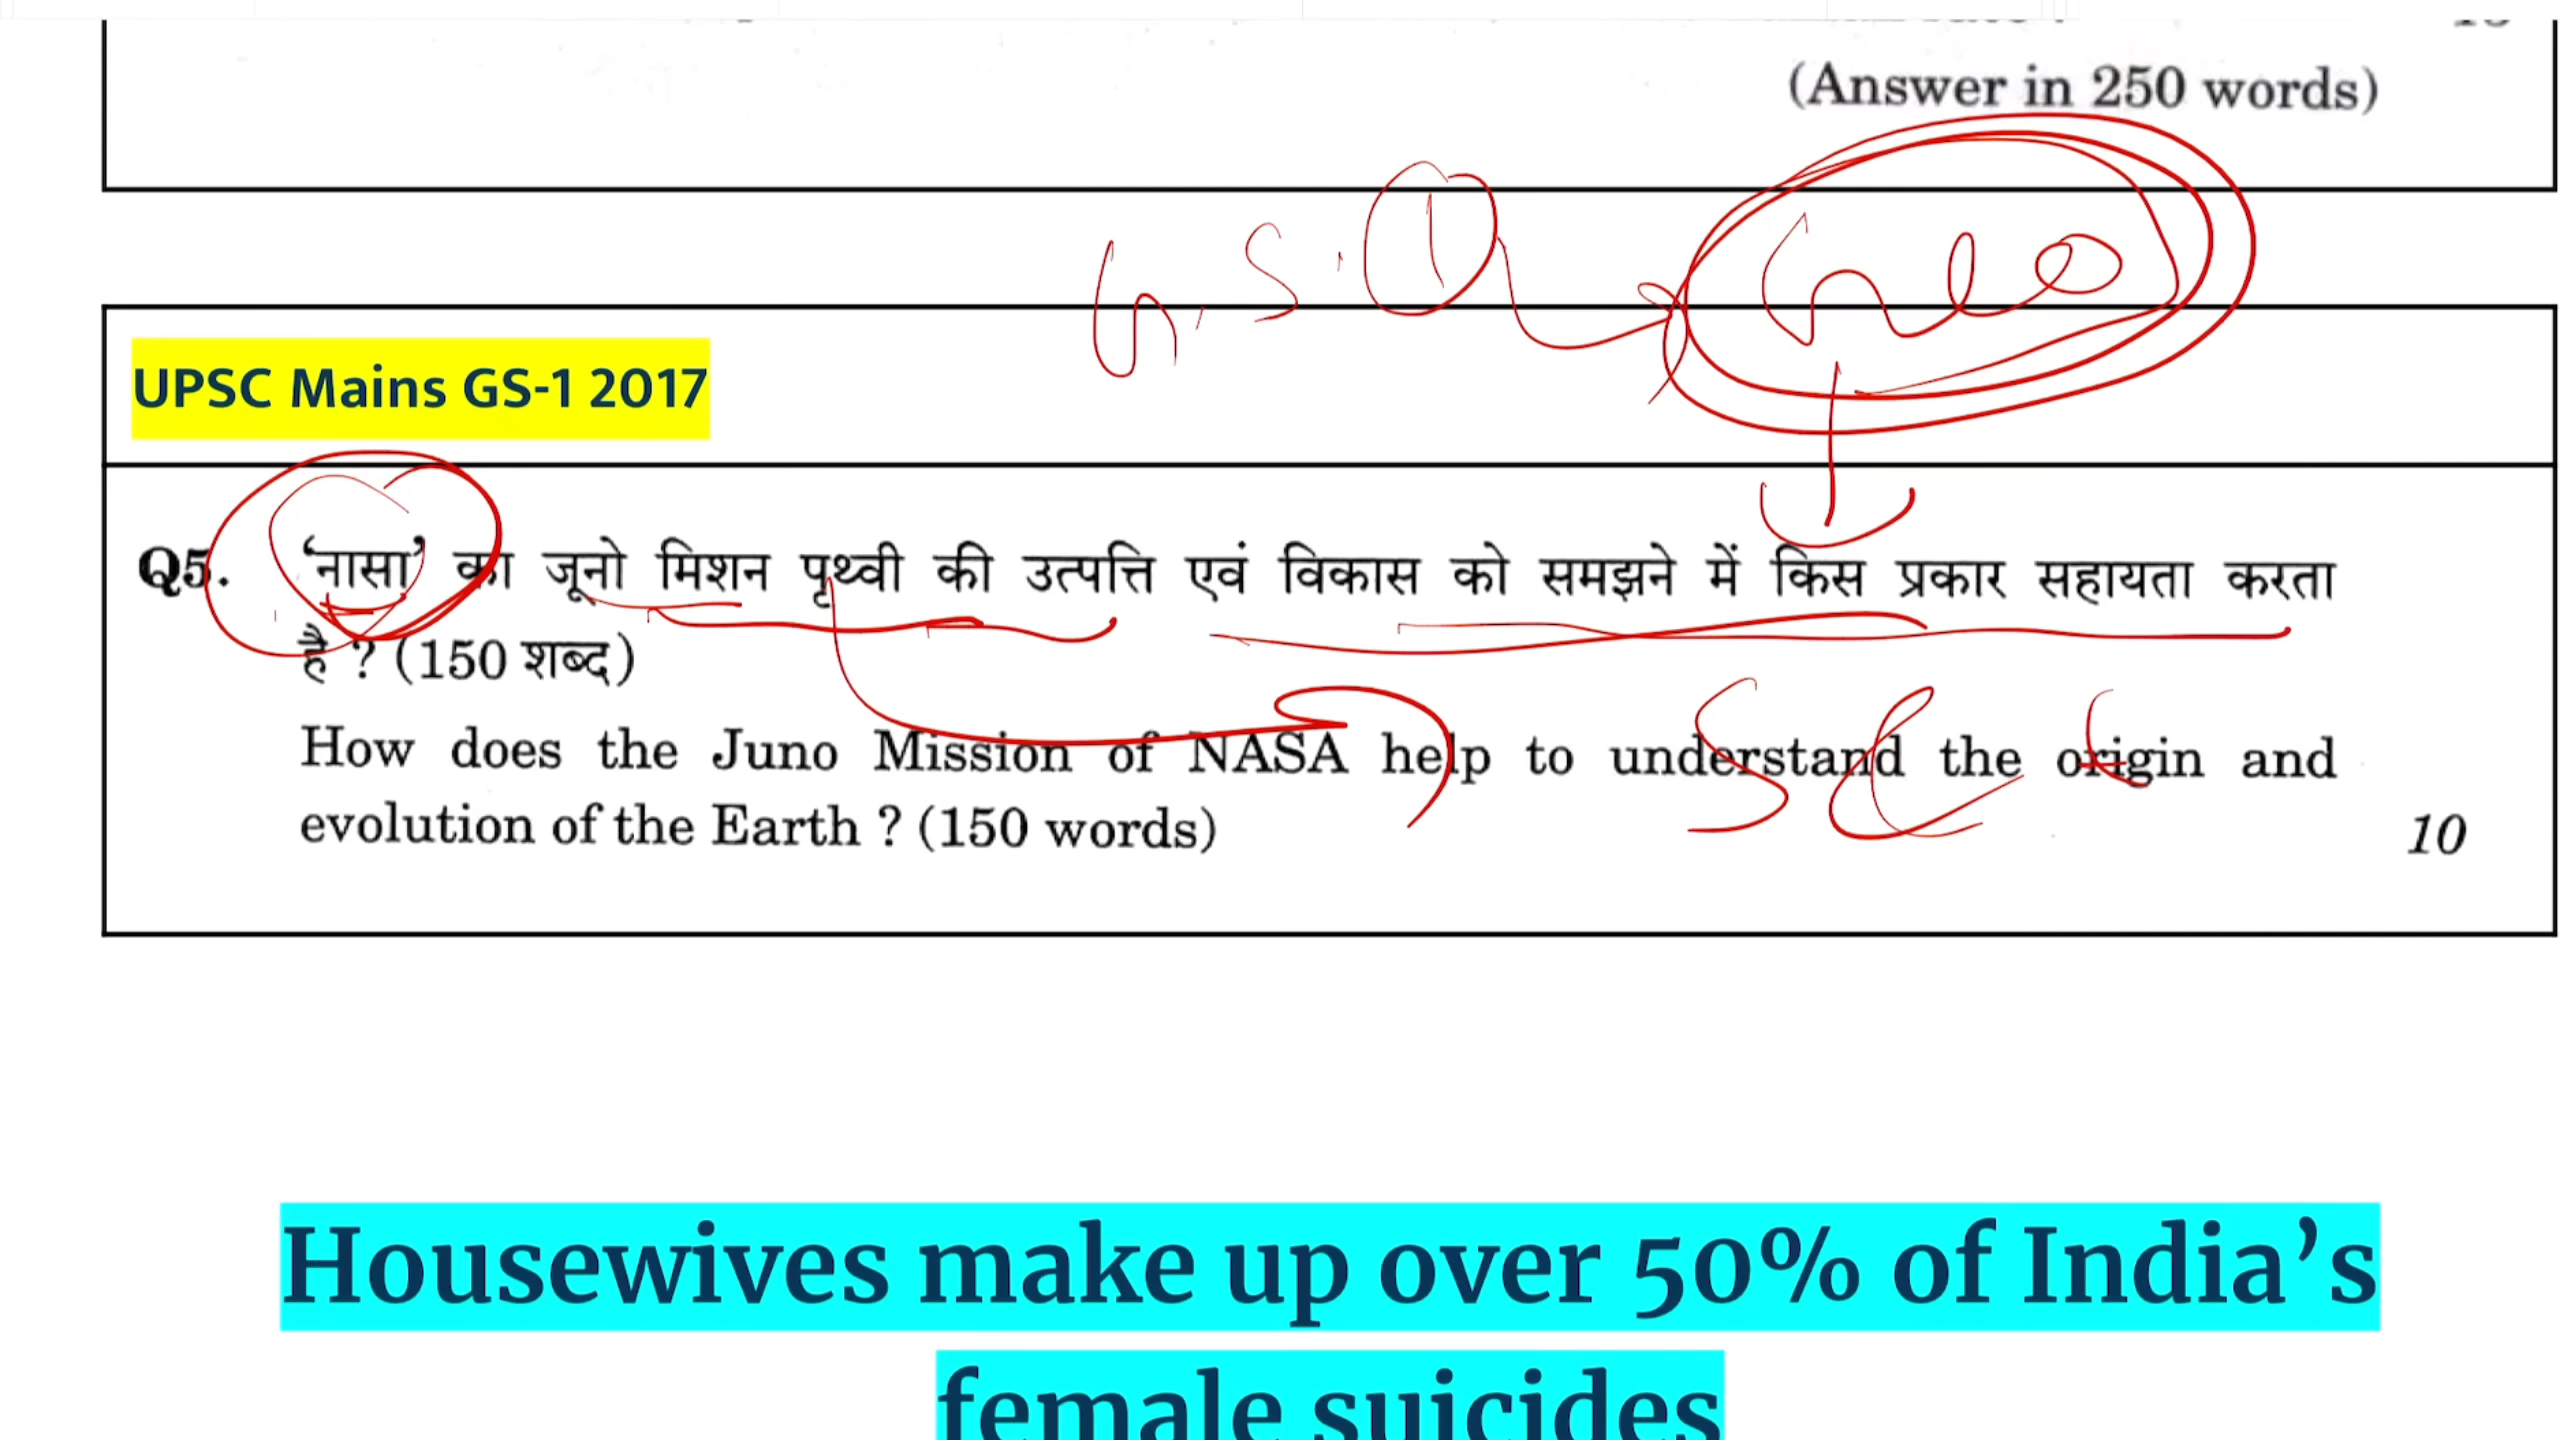 (Answer in 250 words)
G.S. 1
Geo
UPSC Mains GS-1 2017
Q5. ‘नासा’ का जूनो मिशन पृथ्वी की उत्पत्ति एवं विकास को समझने में किस प्रकार सहायता करता
है ? (150 शब्द)
How does the Juno Mission of NASA help to understand the origin and
evolution of the Earth ? (150 words) 10
S & t
Housewives make up over 50% of India’s
female suicides